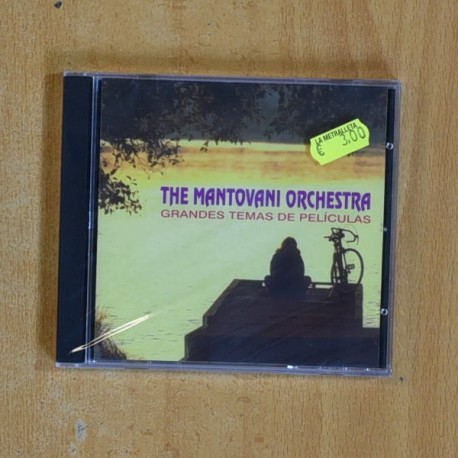 LA METRALLETA
€ 3,00
THE MANTOVANI ORCHESTRA
GRANDES TEMAS DE PELÍCULAS